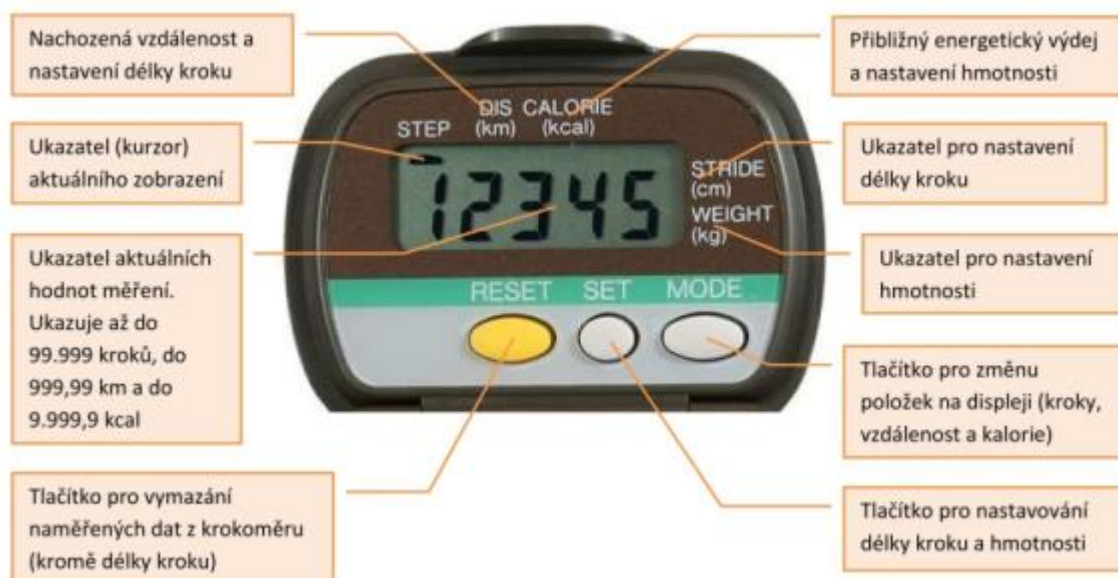 Nachozená vzdálenost a
nastavení délky kroku
Přibližný energetický výdej
a nastavení hmotnosti
DIS CALORIE
STEP (km) (kcal)
Ukazatel (kurzor)
aktuálního zobrazení
Ukazatel pro nastavení
délky kroku
STRIDE
(cm)
12345
WEIGHT
(kg)
Ukazatel aktuálních
hodnot měření.
Ukazuje až do
99.999 kroků, do
999,99 km a do
9.999,9 kcal
Ukazatel pro nastavení
hmotnosti
RESET SET MODE
Tlačítko pro změnu
položek na displeji (kroky,
vzdálenost a kalorie)
Tlačítko pro vymazání
naměřených dat z krokoměru
(kromě délky kroku)
Tlačítko pro nastavování
délky kroku a hmotnosti